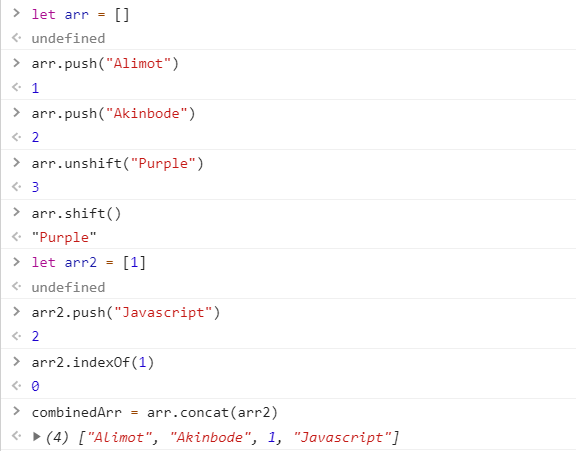 > let arr = []
<· undefined
> arr.push("Alimot")
<· 1
> arr.push("Akinbode")
<· 2
> arr.unshift("Purple")
<· 3
> arr.shift()
<· "Purple"
> let arr2 = [1]
<· undefined
> arr2.push("Javascript")
<· 2
> arr2.indexOf(1)
<· 0
> combinedArr = arr.concat(arr2)
<· ▶(4) ["Alimot", "Akinbode", 1, "Javascript"]